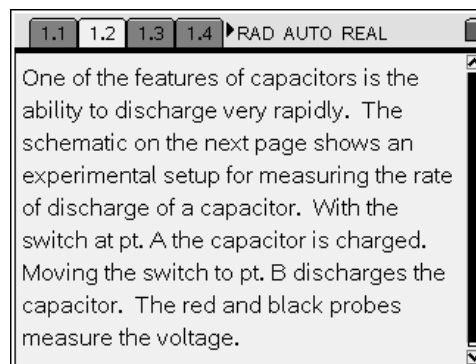 1.1 1.2 1.3 1.4 RAD AUTO REAL
One of the features of capacitors is the
ability to discharge very rapidly. The
schematic on the next page shows an
experimental setup for measuring the rate
of discharge of a capacitor. With the
switch at pt. A the capacitor is charged.
Moving the switch to pt. B discharges the
capacitor. The red and black probes
measure the voltage.